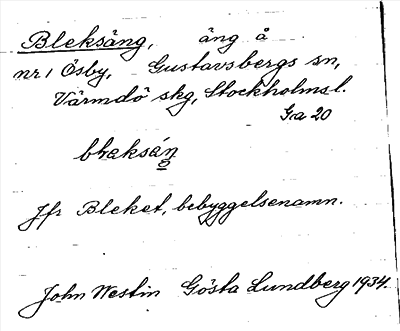 Bleksäng, äng å
nr 1 Ösby, Gustavsbergs sn,
Värmdö skg, Stockholms l.
Ga 20
Jfr Bleket, bebyggelsenamn.
John Westin Gösta Lundberg 1934.